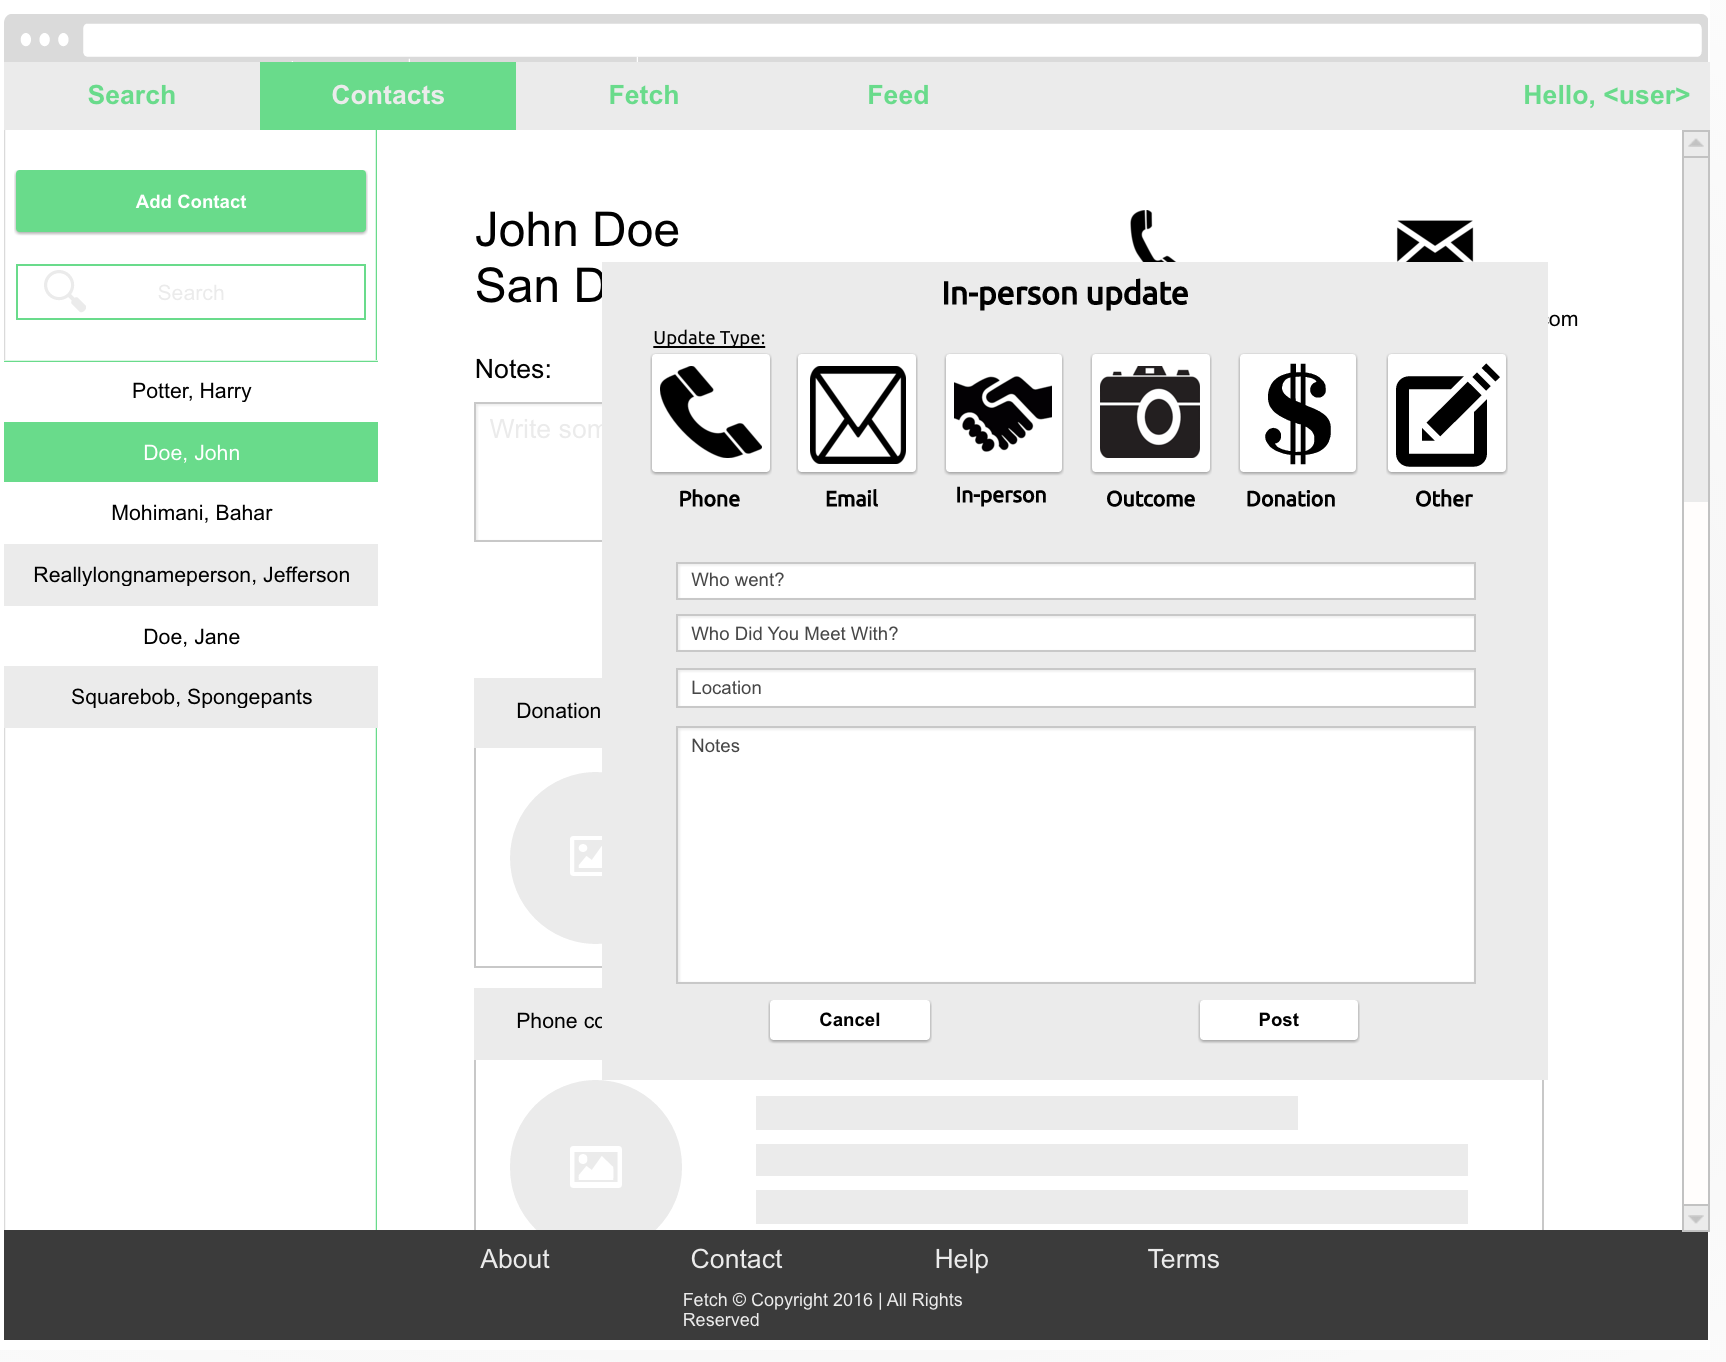 Search
Contacts
Fetch
Feed
Hello, <user>
Add Contact
Search
Potter, Harry
Doe, John
Mohimani, Bahar
Reallylongnameperson, Jefferson
Doe, Jane
Squarebob, Spongepants
John Doe
San D
om
Notes:
Write som
Donation
Phone co
In-person update
Update Type:
Phone
Email
In-person
Outcome
Donation
Other
Who went?
Who Did You Meet With?
Location
Notes
Cancel
Post
About
Contact
Help
Terms
Fetch © Copyright 2016 | All Rights
Reserved